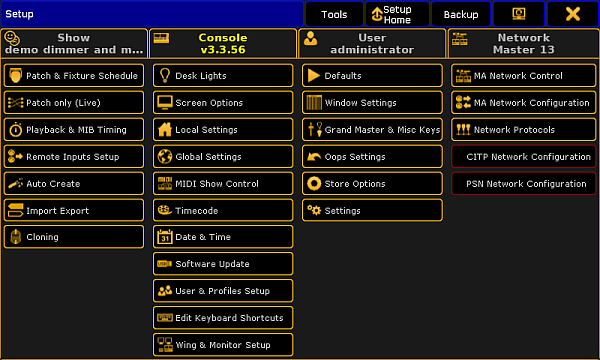 Setup
Tools
Setup
Home
Backup
Show
demo dimmer and m...
Console
v3.3.56
User
administrator
Network
Master 13
Patch & Fixture Schedule
Patch only (Live)
Playback & MIB Timing
Remote Inputs Setup
Auto Create
Import Export
Cloning
Desk Lights
Screen Options
Local Settings
Global Settings
MIDI Show Control
Timecode
31
Date & Time
Software Update
User & Profiles Setup
Edit Keyboard Shortcuts
Wing & Monitor Setup
Defaults
Window Settings
Grand Master & Misc Keys
Oops Settings
Store Options
Settings
MA Network Control
MA Network Configuration
Network Protocols
CITP Network Configuration
PSN Network Configuration